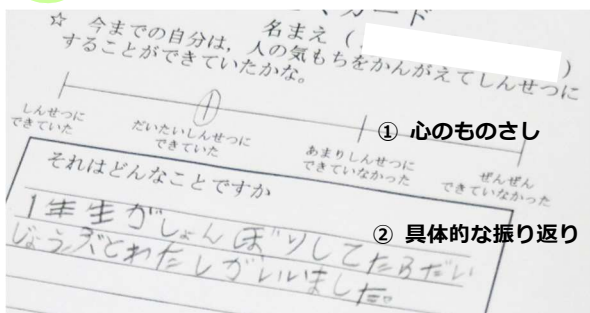 カード
☆ 今までの自分は,人の気もちをかんがえてしんせつに
名まえ( )
することができていたかな。
① 心のものさし
しんせつに
できていた
だいたいしんせつに
できていた
あまりしんせつに
できていなかった
ぜんぜん
できていなかった
それはどんなことですか
② 具体的な振り返り
1年生がしょんぼりしてたらだい
じょうぶとわたしがいいました。